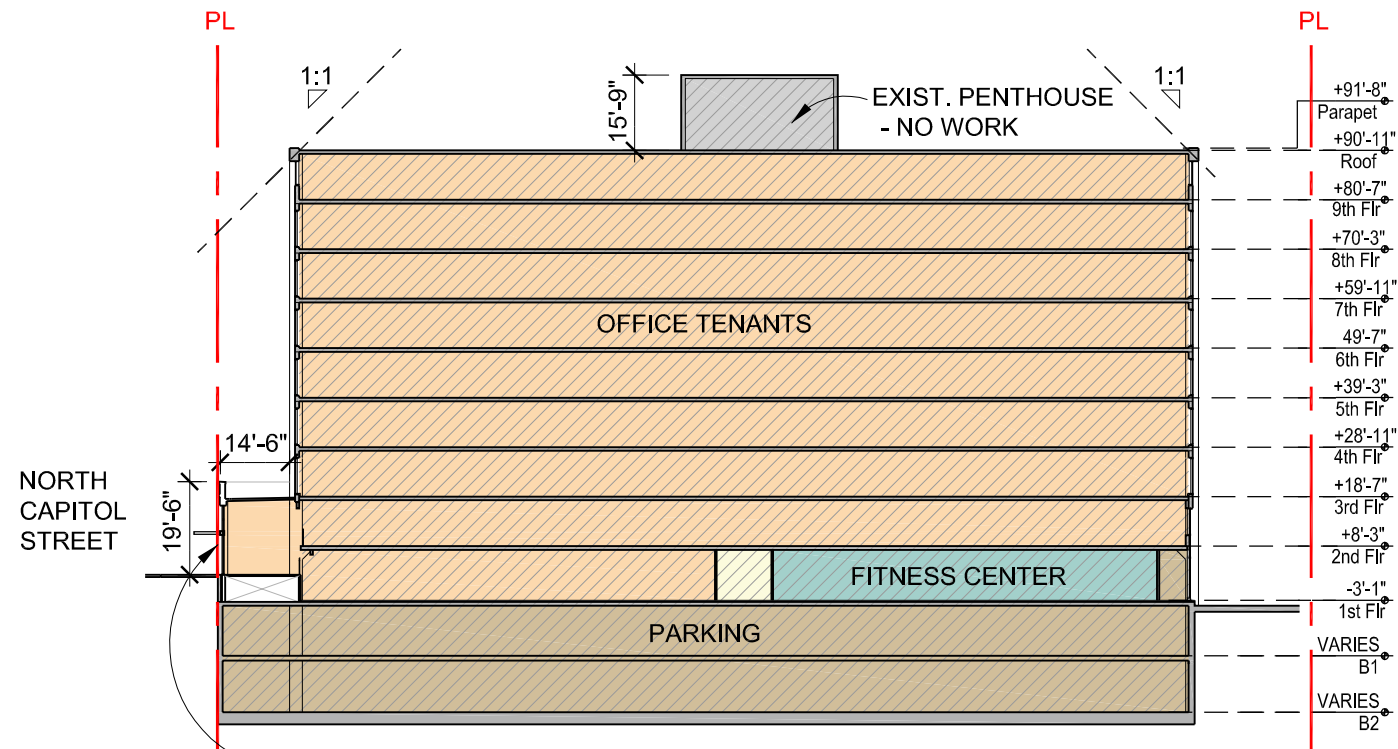 PL
PL
1:1
1:1
15'-9"
EXIST. PENTHOUSE
- NO WORK
+91'-8"
Parapet
+90'-11"
Roof
+80'-7"
9th Flr
+70'-3"
8th Flr
+59'-11"
7th Flr
OFFICE TENANTS
49'-7"
6th Flr
+39'-3"
5th Flr
+28'-11"
4th Flr
14'-6"
NORTH
CAPITOL
STREET
19'-6"
+18'-7"
3rd Flr
+8'-3"
2nd Flr
FITNESS CENTER
-3'-1"
1st Flr
PARKING
VARIES
B1
VARIES
B2